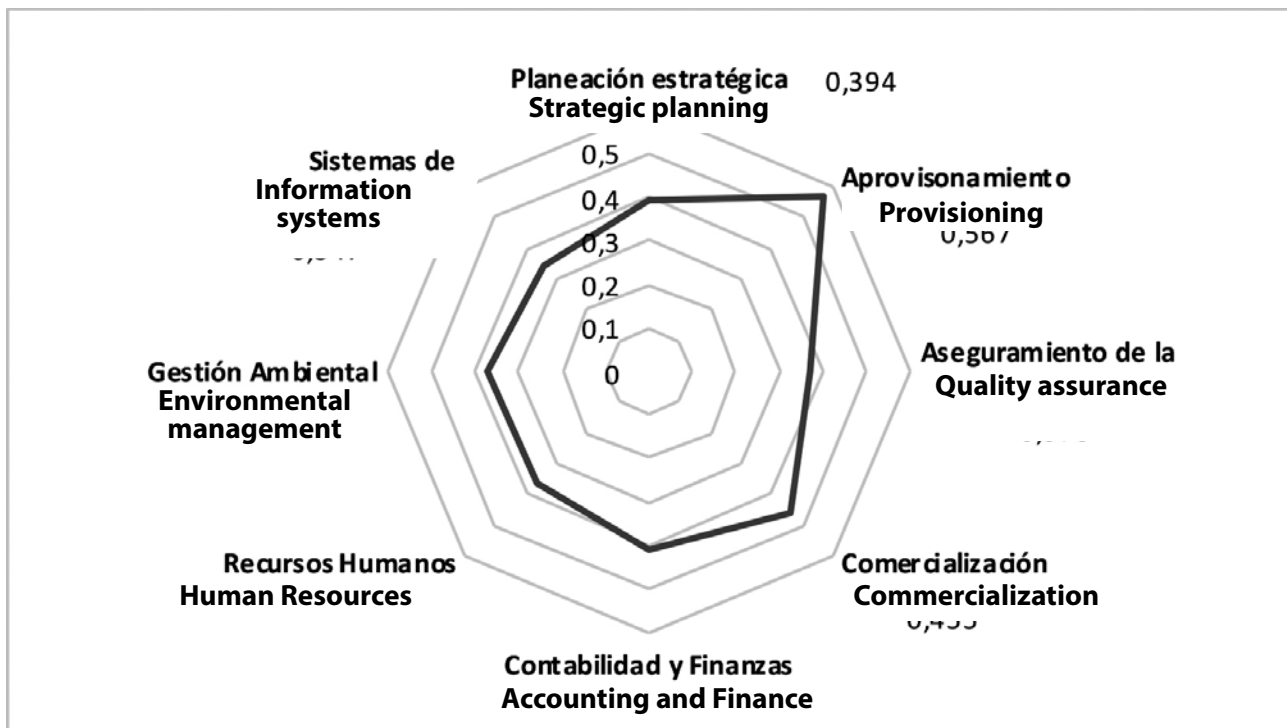 Planeación estratégica 0,394
Strategic planning
Sistemas de
Information
systems
0,5
0,4
0,3
0,2
0,1
0
Aprovisonamiento
Provisioning
0,567
Aseguramiento de la
Quality assurance
Gestión Ambiental
Environmental
management
Recursos Humanos
Human Resources
Comercialización
Commercialization
Contabilidad y Finanzas
Accounting and Finance